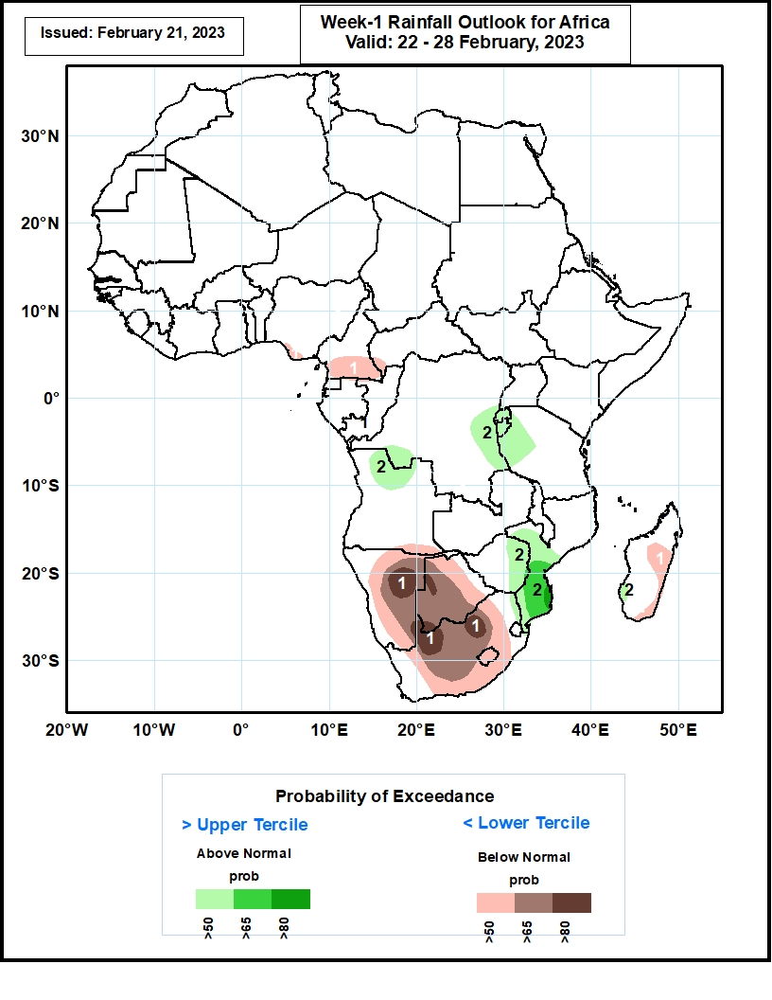 Issued: February 21, 2023
Week-1 Rainfall Outlook for Africa
Valid: 22 - 28 February, 2023
30°N
20°N
10°N
0°
10°S
20°S
30°S
1
1
2
2
2
1
2
2
1
1
1
20°W 10°W 0° 10°E 20°E 30°E 40°E 50°E
Probability of Exceedance
> Upper Tercile
< Lower Tercile
Above Normal
Below Normal
prob
prob
>50 >65 >80
>50 >65 >80